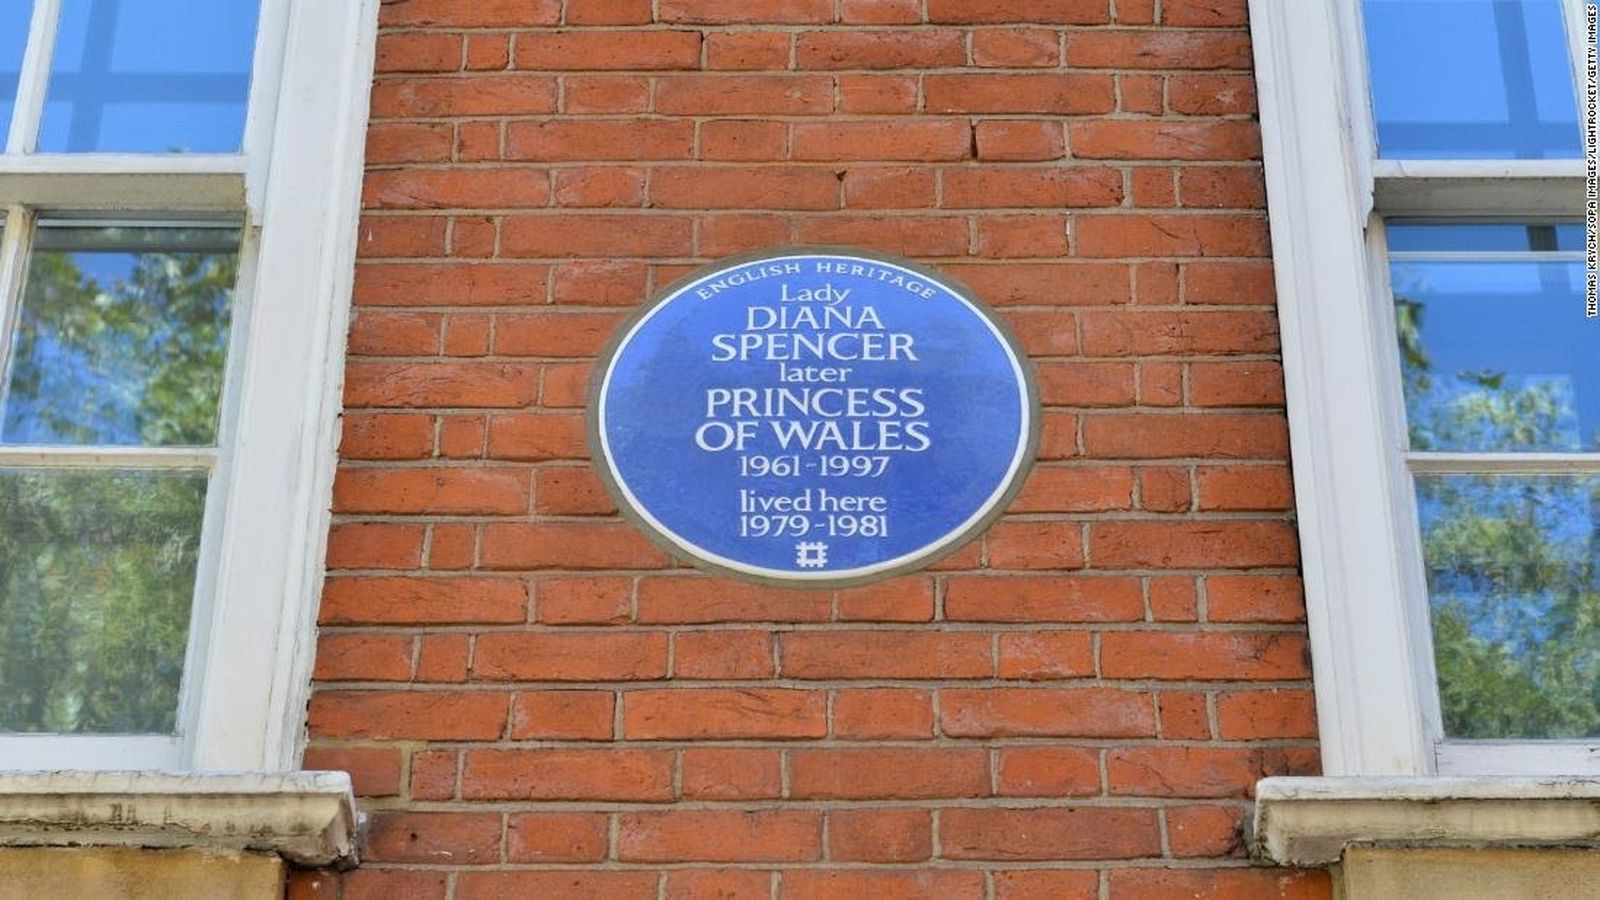 ENGLISH HERITAGE
Lady
DIANA
SPENCER
later
PRINCESS
OF WALES
1961-1997
lived here
1979-1981
THOMAS KRYCH/SOPA IMAGES/LIGHTROCKET/GETTY IMAGES